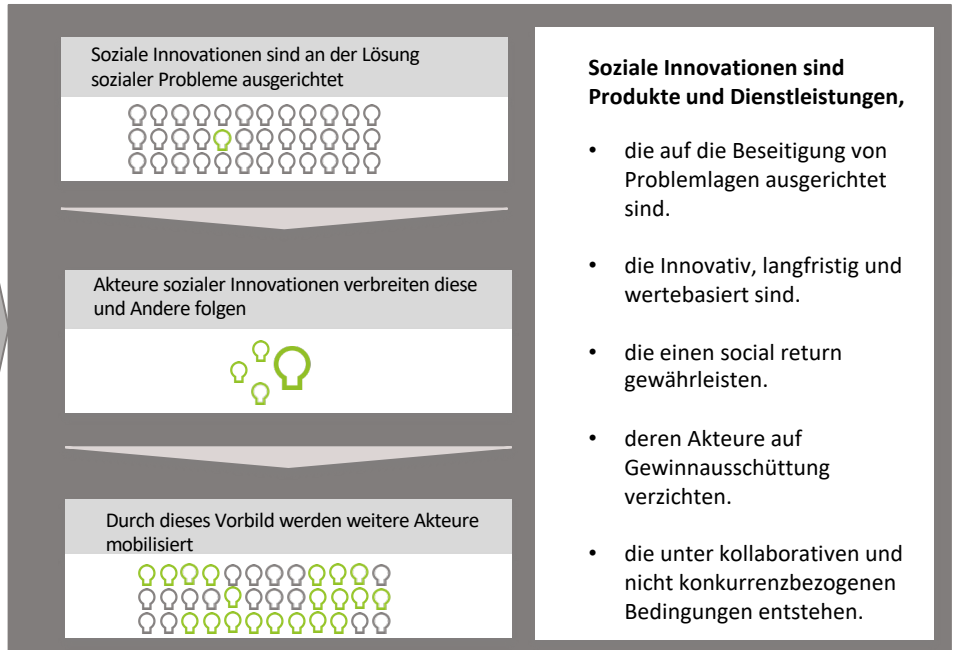 Soziale Innovationen sind an der Lösung
sozialer Probleme ausgerichtet
Akteure sozialer Innovationen verbreiten diese
und Andere folgen
Durch dieses Vorbild werden weitere Akteure
mobilisiert
Soziale Innovationen sind
Produkte und Dienstleistungen,
• die auf die Beseitigung von
Problemlagen ausgerichtet
sind.
• die Innovativ, langfristig und
wertebasiert sind.
• die einen social return
gewährleisten.
• deren Akteure auf
Gewinnausschüttung
verzichten.
• die unter kollaborativen und
nicht konkurrenzbezogenen
Bedingungen entstehen.